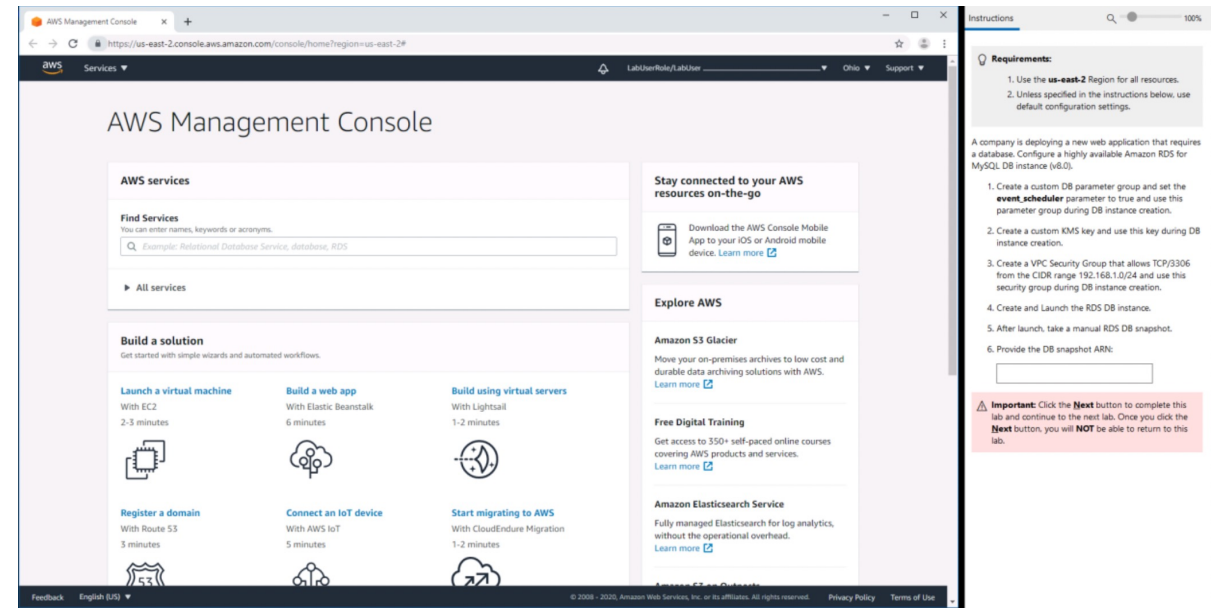 AWS Management Console
https://us-east-2.console.aws.amazon.com/console/home?region=us-east-2#
aws Services ▼ LabUserRole/LabUser ▼ Ohio ▼ Support ▼
AWS Management Console
AWS services
Find Services
You can enter names, keywords or acronyms.
Example: Relational Database Service, database, RDS
▶ All services
Build a solution
Get started with simple wizards and automated workflows.
Launch a virtual machine
With EC2
2-3 minutes
Build a web app
With Elastic Beanstalk
6 minutes
Build using virtual servers
With Lightsail
1-2 minutes
Register a domain
With Route 53
3 minutes
53
Connect an IoT device
With AWS IoT
5 minutes
Start migrating to AWS
With CloudEndure Migration
1-2 minutes
Stay connected to your AWS
resources on-the-go
Download the AWS Console Mobile
App to your iOS or Android mobile
device. Learn more
Explore AWS
Amazon S3 Glacier
Move your on-premises archives to low cost and
durable data archiving solutions with AWS.
Learn more
Free Digital Training
Get access to 350+ self-paced online courses
covering AWS products and services.
Learn more
Amazon Elasticsearch Service
Fully managed Elasticsearch for log analytics,
without the operational overhead.
Learn more
Amazon S3 on Outposts
Feedback English (US) ▼ © 2008 - 2020, Amazon Web Services, Inc. or its affiliates. All rights reserved. Privacy Policy Terms of Use
Instructions 100%
Requirements:
1. Use the us-east-2 Region for all resources.
2. Unless specified in the instructions below, use
default configuration settings.
A company is deploying a new web application that requires
a database. Configure a highly available Amazon RDS for
MySQL DB instance (v8.0).
1. Create a custom DB parameter group and set the
event_scheduler parameter to true and use this
parameter group during DB instance creation.
2. Create a custom KMS key and use this key during DB
instance creation.
3. Create a VPC Security Group that allows TCP/3306
from the CIDR range 192.168.1.0/24 and use this
security group during DB instance creation.
4. Create and Launch the RDS DB instance.
5. After launch, take a manual RDS DB snapshot.
6. Provide the DB snapshot ARN:
Important: Click the Next button to complete this
lab and continue to the next lab. Once you click the
Next button, you will NOT be able to return to this
lab.